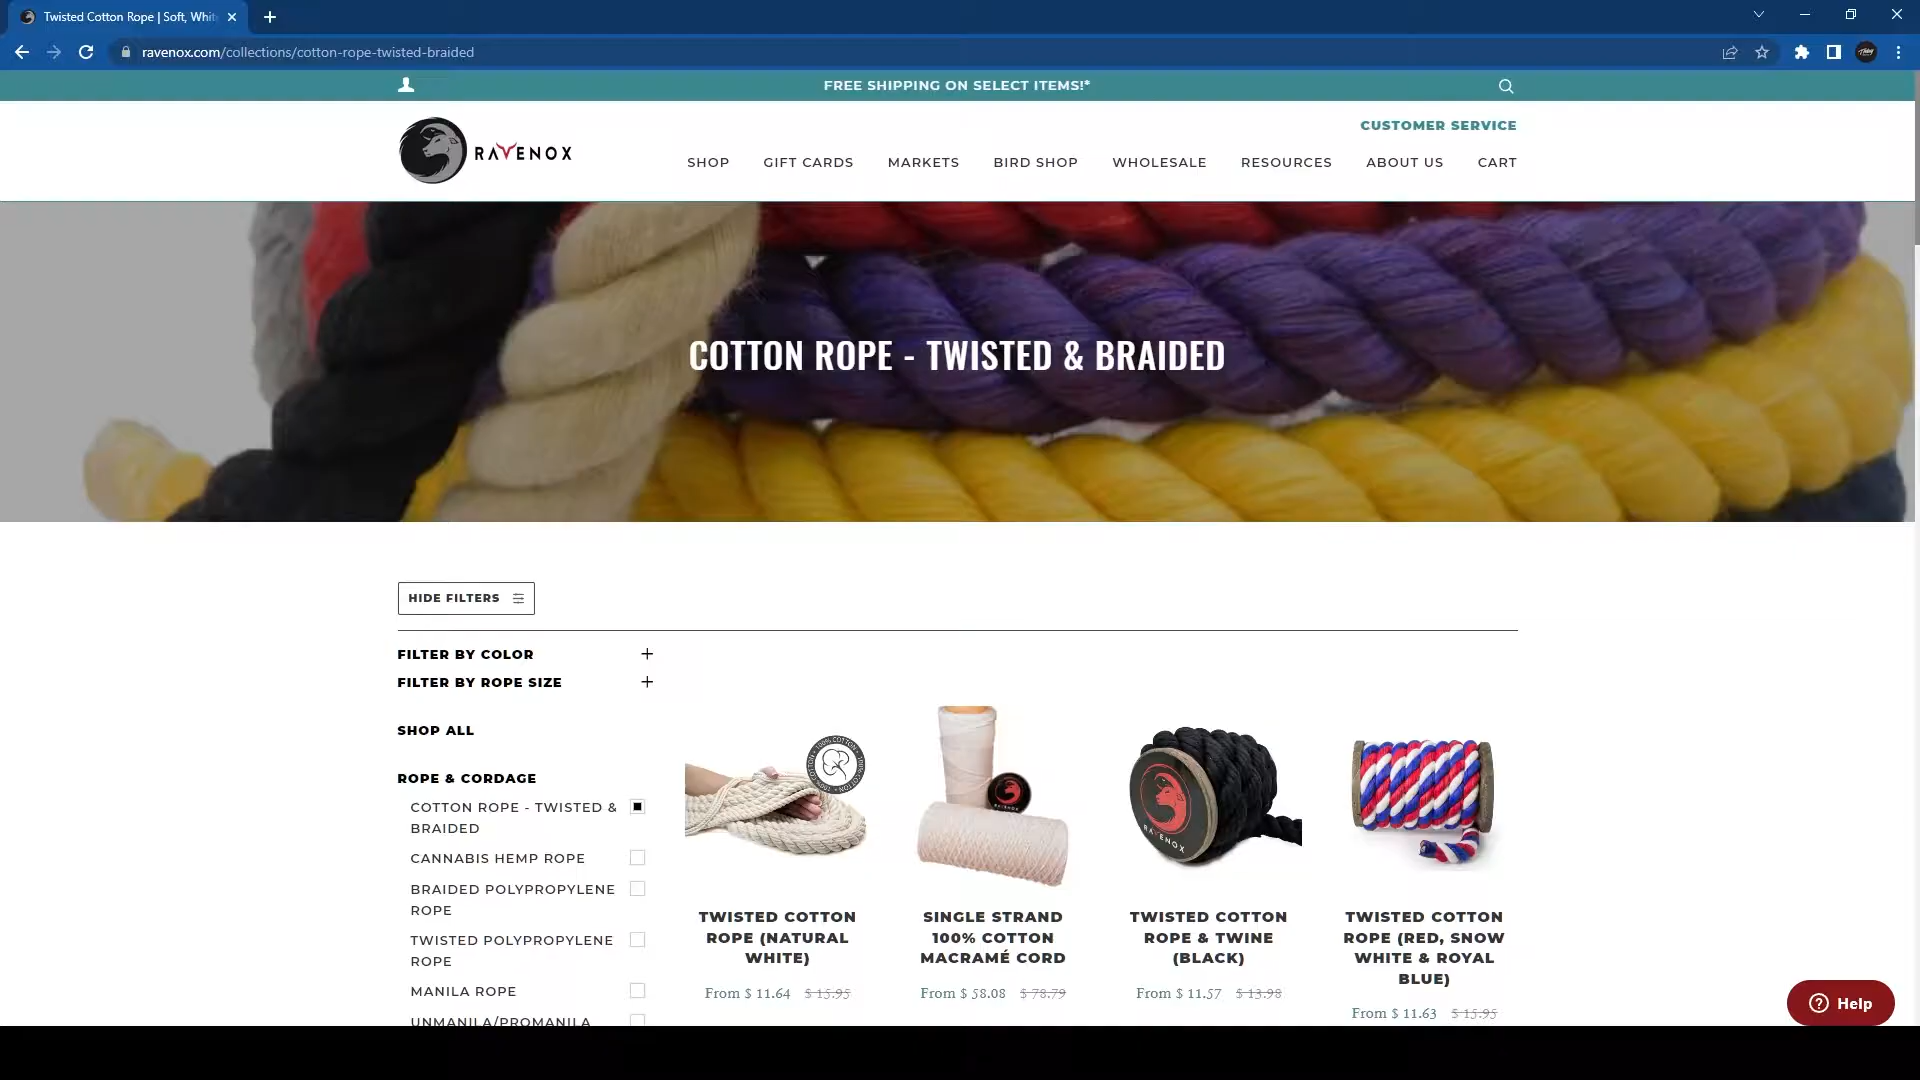 Twisted Cotton Rope | Soft, Whit
ravenox.com/collections/cotton-rope-twisted-braided
FREE SHIPPING ON SELECT ITEMS!*
RAVENOX
CUSTOMER SERVICE
SHOP GIFT CARDS MARKETS BIRD SHOP WHOLESALE RESOURCES ABOUT US CART
COTTON ROPE - TWISTED & BRAIDED
HIDE FILTERS
FILTER BY COLOR +
FILTER BY ROPE SIZE +
SHOP ALL
ROPE & CORDAGE
COTTON ROPE - TWISTED &
BRAIDED
CANNABIS HEMP ROPE
BRAIDED POLYPROPYLENE
ROPE
TWISTED POLYPROPYLENE
ROPE
MANILA ROPE
UNMANILA/PROMANILA
100% COTTON
RAVENOX
TWISTED COTTON
ROPE (NATURAL
WHITE)
From $ 11.64 $ 15.95
SINGLE STRAND
100% COTTON
MACRAMÉ CORD
From $ 58.08 $ 78.79
TWISTED COTTON
ROPE & TWINE
(BLACK)
From $ 11.57 $ 13.98
TWISTED COTTON
ROPE (RED, SNOW
WHITE & ROYAL
BLUE)
From $ 11.63 $ 15.95
Help